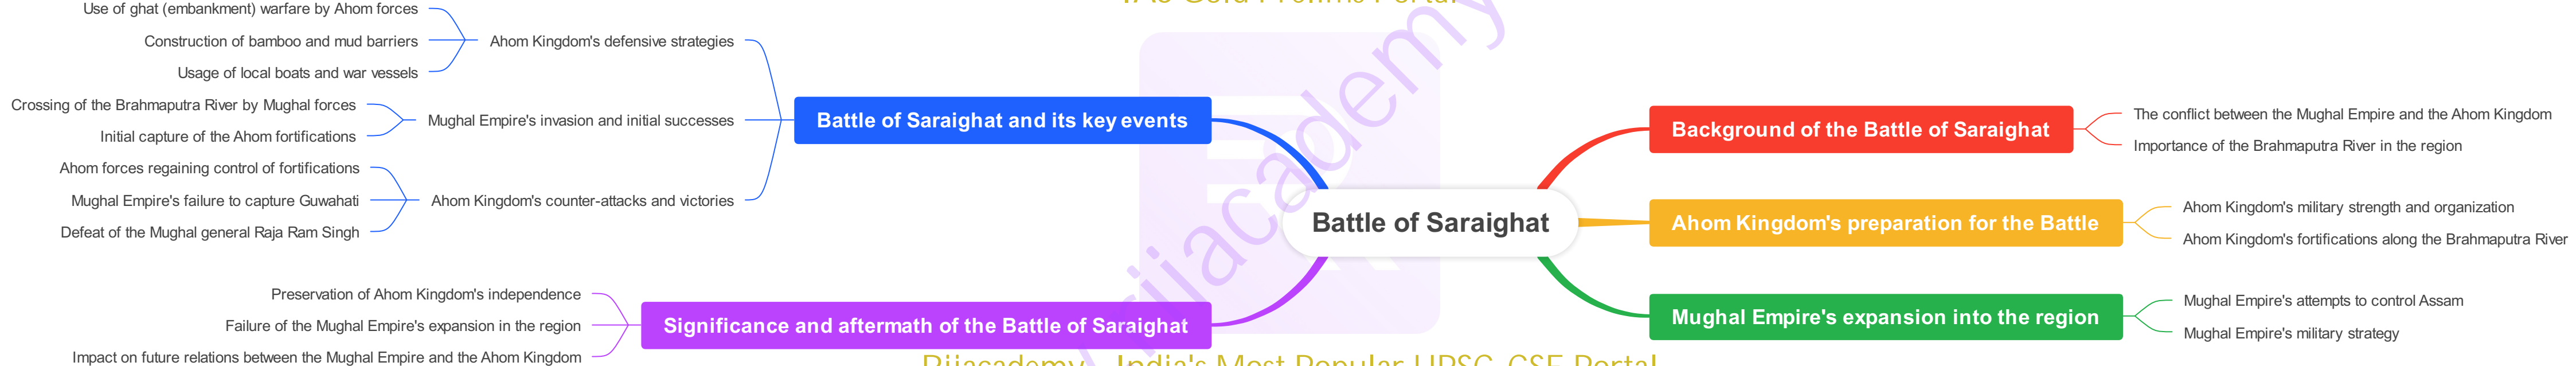 Battle of Saraighat
Background of the Battle of Saraighat
The conflict between the Mughal Empire and the Ahom Kingdom
Importance of the Brahmaputra River in the region
Ahom Kingdom's preparation for the Battle
Ahom Kingdom's military strength and organization
Ahom Kingdom's fortifications along the Brahmaputra River
Mughal Empire's expansion into the region
Mughal Empire's attempts to control Assam
Mughal Empire's military strategy
Battle of Saraighat and its key events
Ahom Kingdom's defensive strategies
Use of ghat (embankment) warfare by Ahom forces
Construction of bamboo and mud barriers
Usage of local boats and war vessels
Mughal Empire's invasion and initial successes
Crossing of the Brahmaputra River by Mughal forces
Initial capture of the Ahom fortifications
Ahom Kingdom's counter-attacks and victories
Ahom forces regaining control of fortifications
Mughal Empire's failure to capture Guwahati
Defeat of the Mughal general Raja Ram Singh
Significance and aftermath of the Battle of Saraighat
Preservation of Ahom Kingdom's independence
Failure of the Mughal Empire's expansion in the region
Impact on future relations between the Mughal Empire and the Ahom Kingdom
Rijacademy - India's Most Popular UPSC-CSE Portal